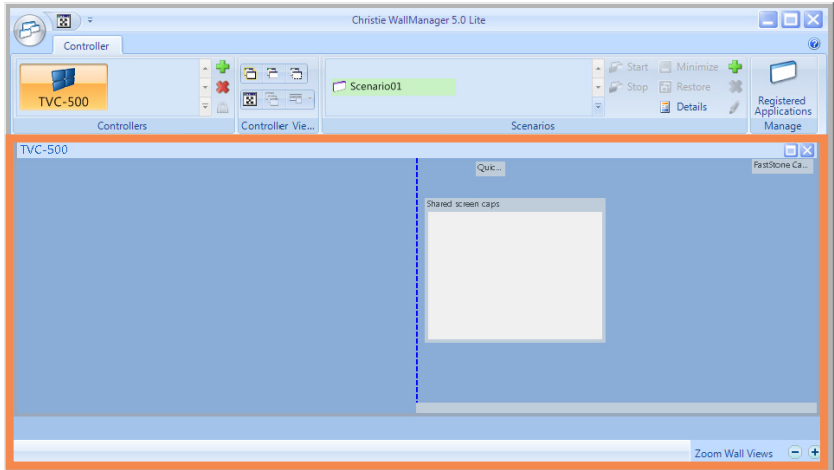 Christie WallManager 5.0 Lite
Controller
TVC-500
Scenario01
Start
Minimize
Stop
Restore
Details
Registered
Applications
Controllers
Controller Vie...
Scenarios
Manage
TVC-500
Quic...
FastStone Ca...
Shared screen caps
Zoom Wall Views